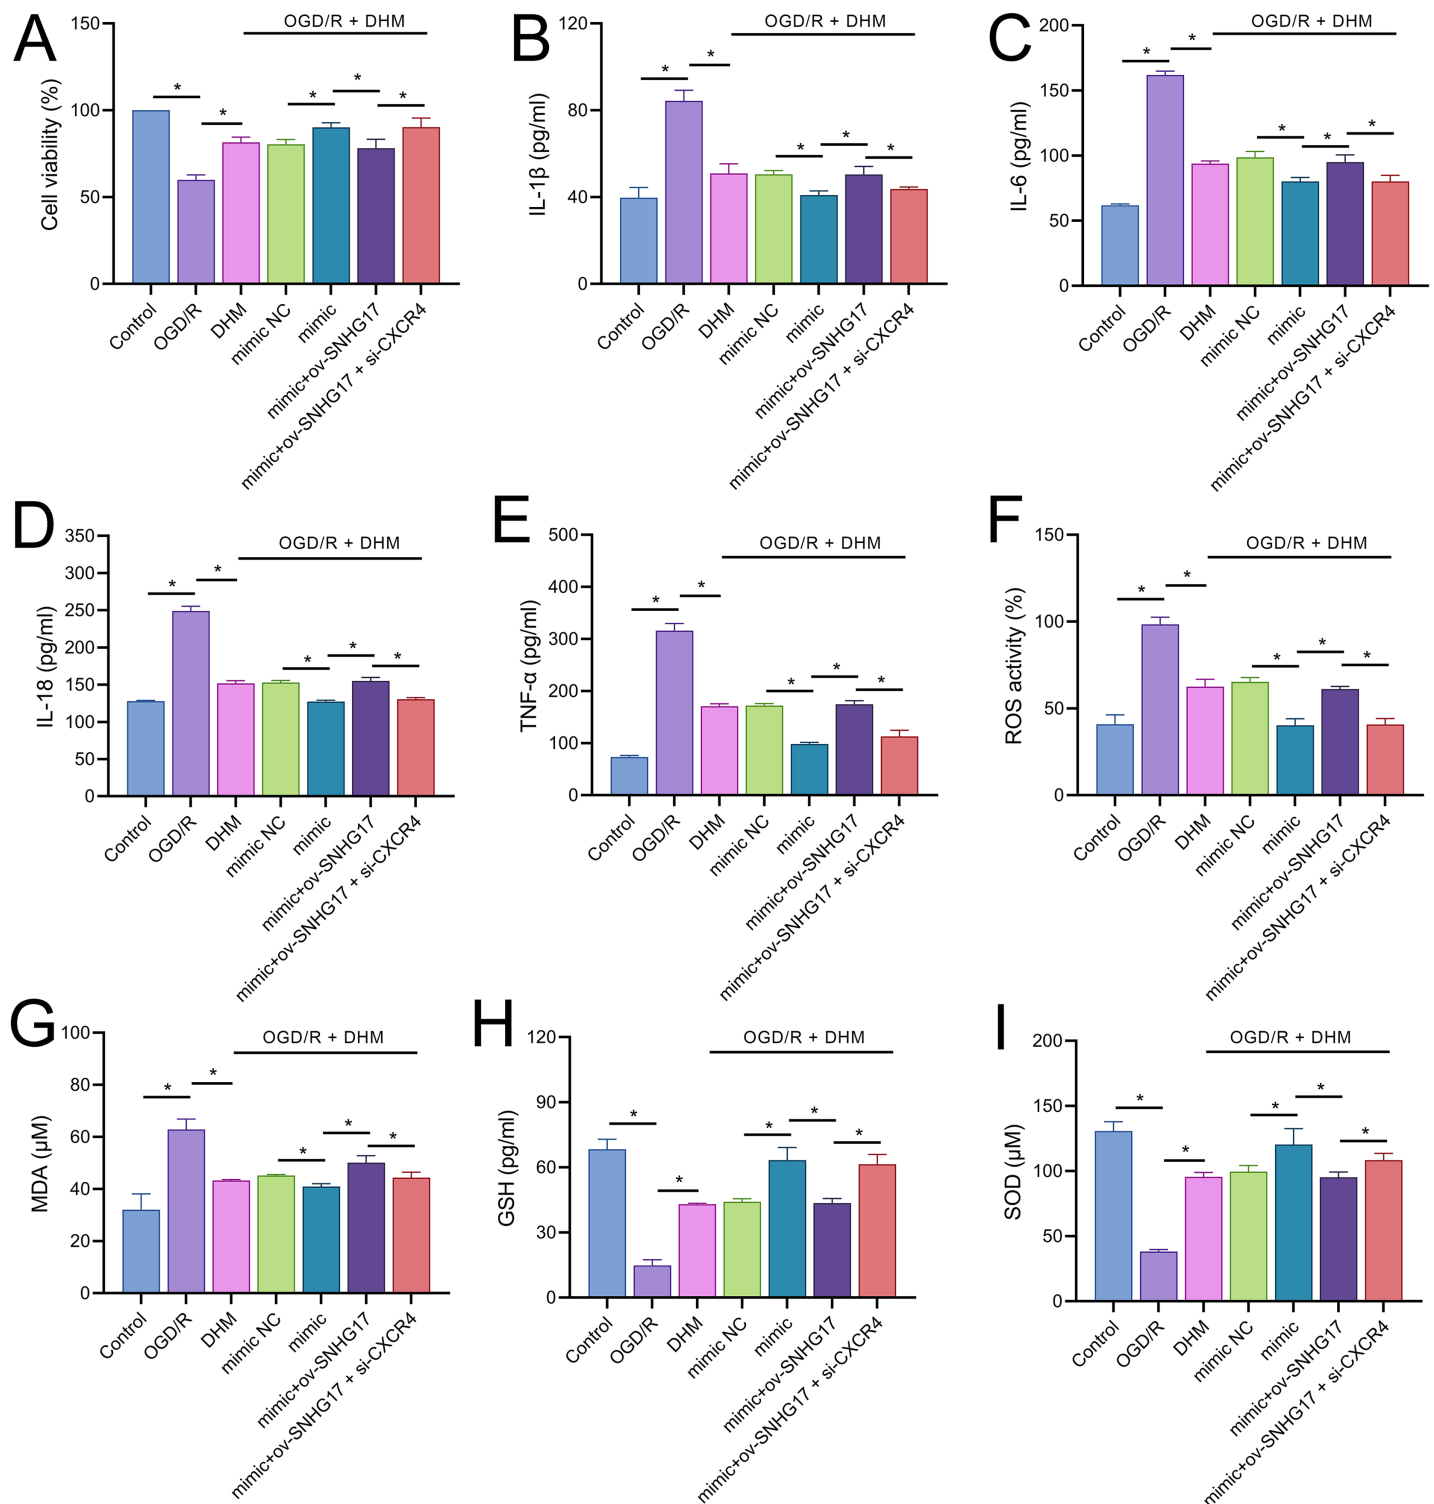 A
OGD/R + DHM
Cell viability (%)
150
100
50
0
* * * * *
Control
OGD/R
DHM
mimic NC
mimic
mimic+ov-SNHG17
mimic+ov-SNHG17 + si-CXCR4
B
OGD/R + DHM
IL-1β (pg/ml)
120
80
40
0
* * * * *
Control
OGD/R
DHM
mimic NC
mimic
mimic+ov-SNHG17
mimic+ov-SNHG17 + si-CXCR4
C
OGD/R + DHM
IL-6 (pg/ml)
200
150
100
50
0
* * * * *
Control
OGD/R
DHM
mimic NC
mimic
mimic+ov-SNHG17
mimic+ov-SNHG17 + si-CXCR4
D
OGD/R + DHM
IL-18 (pg/ml)
350
300
250
200
150
100
50
0
* * * * *
Control
OGD/R
DHM
mimic NC
mimic
mimic+ov-SNHG17
mimic+ov-SNHG17 + si-CXCR4
E
OGD/R + DHM
TNF-α (pg/ml)
500
400
300
200
100
0
* * * * *
Control
OGD/R
DHM
mimic NC
mimic
mimic+ov-SNHG17
mimic+ov-SNHG17 + si-CXCR4
F
OGD/R + DHM
ROS activity (%)
150
100
50
0
* * * * *
Control
OGD/R
DHM
mimic NC
mimic
mimic+ov-SNHG17
mimic+ov-SNHG17 + si-CXCR4
G
OGD/R + DHM
MDA (μM)
100
80
60
40
20
0
* * * * *
Control
OGD/R
DHM
mimic NC
mimic
mimic+ov-SNHG17
mimic+ov-SNHG17 + si-CXCR4
H
OGD/R + DHM
GSH (pg/ml)
120
90
60
30
0
* * * * *
Control
OGD/R
DHM
mimic NC
mimic
mimic+ov-SNHG17
mimic+ov-SNHG17 + si-CXCR4
I
OGD/R + DHM
SOD (μM)
200
150
100
50
0
* * * * *
Control
OGD/R
DHM
mimic NC
mimic
mimic+ov-SNHG17
mimic+ov-SNHG17 + si-CXCR4